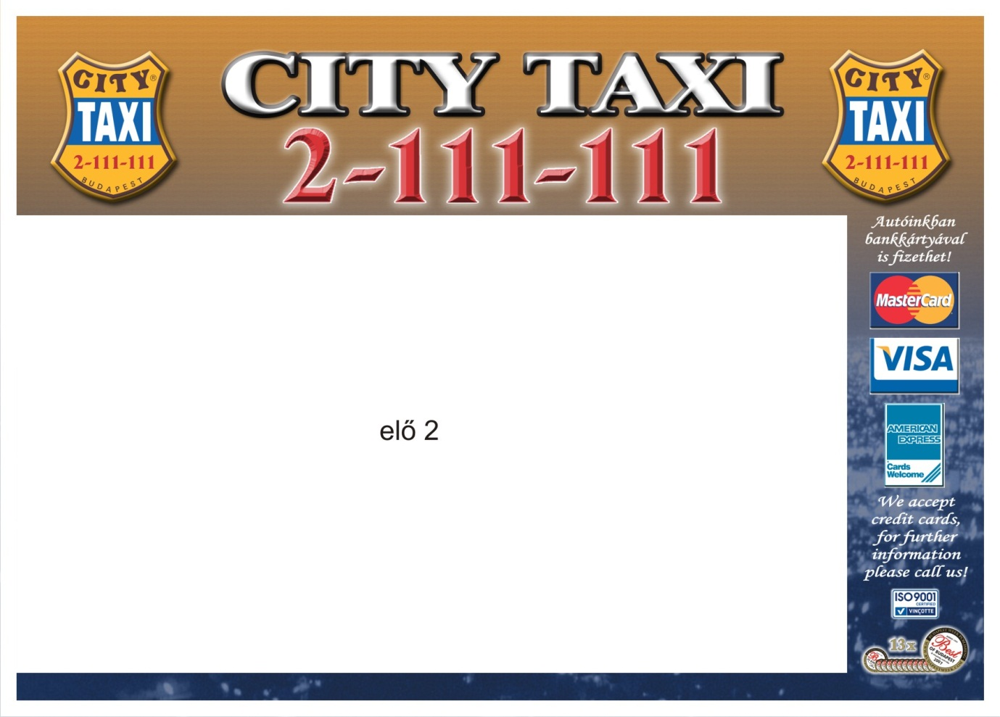 CITY TAXI
2-111-111
CITY®
TAXI
2-111-111
BUDAPEST
CITY®
TAXI
2-111-111
BUDAPEST
Autóinkban
bankkártyával
is fizethet!
MasterCard
VISA
AMERICAN
EXPRESS
Cards
Welcome
We accept
credit cards,
for further
information
please call us!
ISO 9001
CERTIFIED
VINÇOTTE
13x
Best
OF BUDAPEST
2007
elő 2